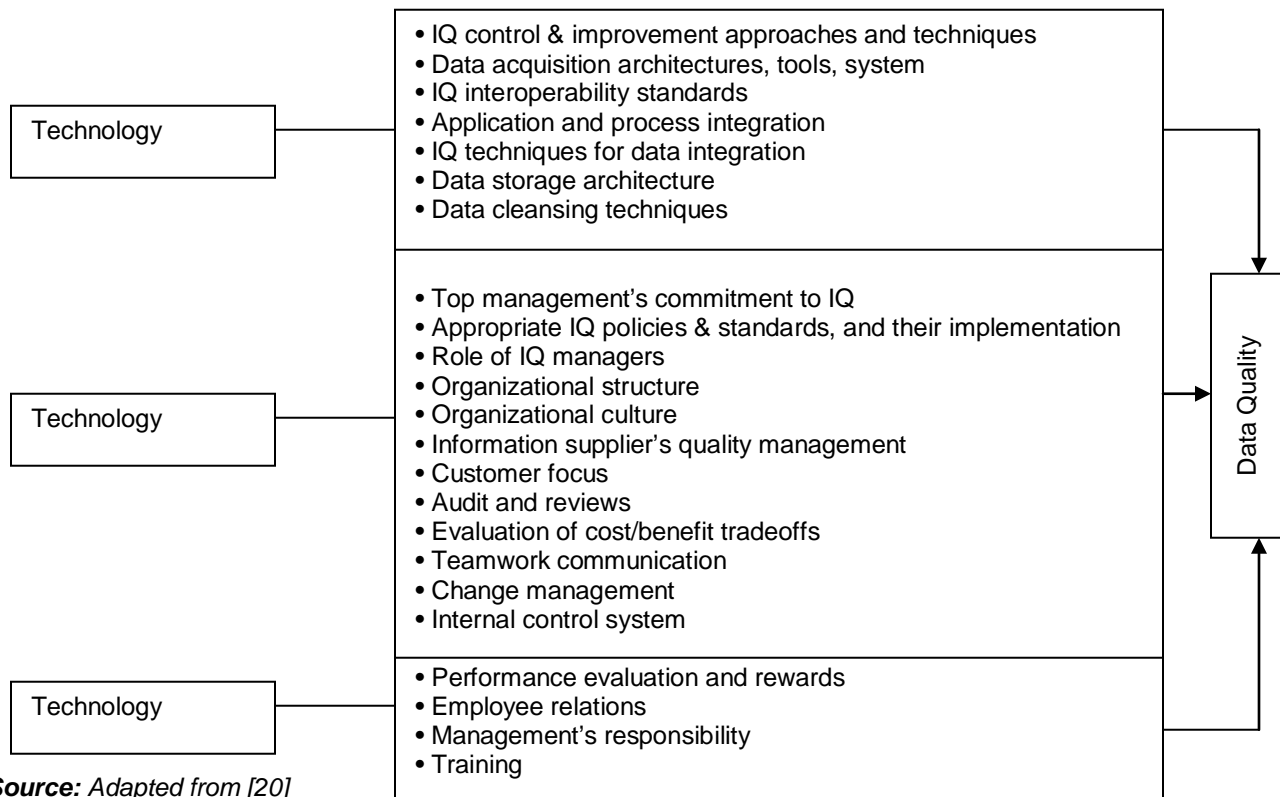 Technology
• IQ control & improvement approaches and techniques
• Data acquisition architectures, tools, system
• IQ interoperability standards
• Application and process integration
• IQ techniques for data integration
• Data storage architecture
• Data cleansing techniques
Technology
• Top management’s commitment to IQ
• Appropriate IQ policies & standards, and their implementation
• Role of IQ managers
• Organizational structure
• Organizational culture
• Information supplier’s quality management
• Customer focus
• Audit and reviews
• Evaluation of cost/benefit tradeoffs
• Teamwork communication
• Change management
• Internal control system
Technology
• Performance evaluation and rewards
• Employee relations
• Management’s responsibility
• Training
Data Quality
Source: Adapted from [20]